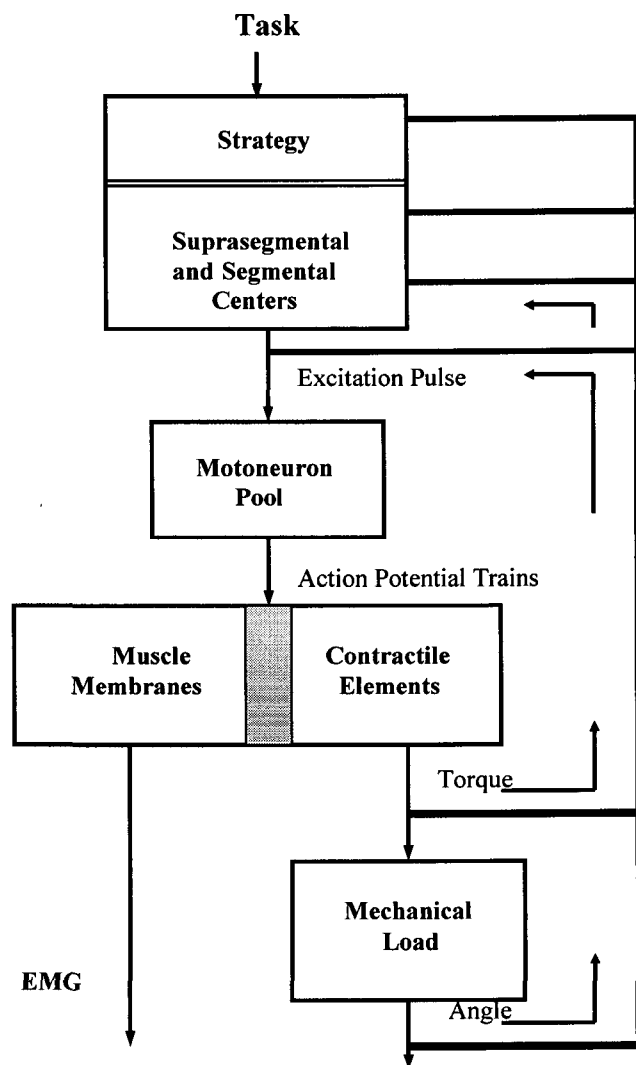 Task
Strategy
Suprasegmental
and Segmental
Centers
Excitation Pulse
Motoneuron
Pool
Action Potential Trains
Muscle
Membranes
Contractile
Elements
Torque
Mechanical
Load
EMG
Angle